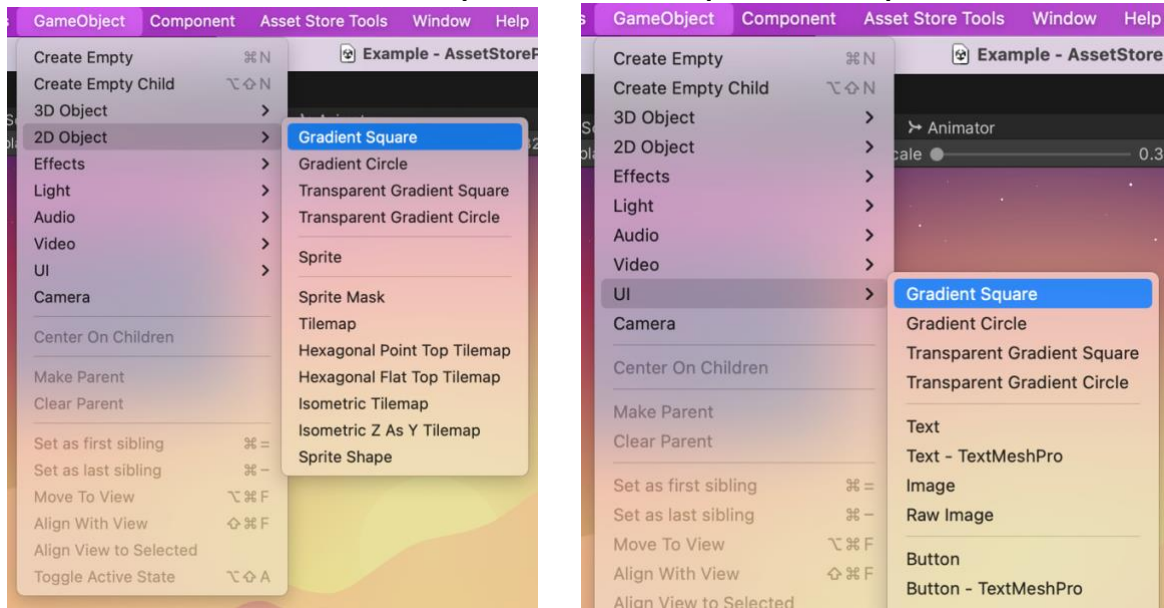 GameObject Component Asset Store Tools Window Help
Example - AssetStoreP
Create Empty ⌘N
Create Empty Child ⌥⇧N
3D Object >
2D Object >
Effects >
Light >
Audio >
Video >
UI >
Camera
Center On Children
Make Parent
Clear Parent
Set as first sibling ⌘=
Set as last sibling ⌘-
Move To View ⌥⌘F
Align With View ⇧⌘F
Align View to Selected
Toggle Active State ⌥⇧A
Gradient Square
Gradient Circle
Transparent Gradient Square
Transparent Gradient Circle
Sprite
Sprite Mask
Tilemap
Hexagonal Point Top Tilemap
Hexagonal Flat Top Tilemap
Isometric Tilemap
Isometric Z As Y Tilemap
Sprite Shape
GameObject Component Asset Store Tools Window Help
Example - AssetStore
Create Empty ⌘N
Create Empty Child ⌥⇧N
3D Object >
2D Object >
Effects >
Light >
Audio >
Video >
UI >
Camera
Center On Children
Make Parent
Clear Parent
Set as first sibling ⌘=
Set as last sibling ⌘-
Move To View ⌥⌘F
Align With View ⇧⌘F
Align View to Selected
Animator
cale 0.3
Gradient Square
Gradient Circle
Transparent Gradient Square
Transparent Gradient Circle
Text
Text - TextMeshPro
Image
Raw Image
Button
Button - TextMeshPro